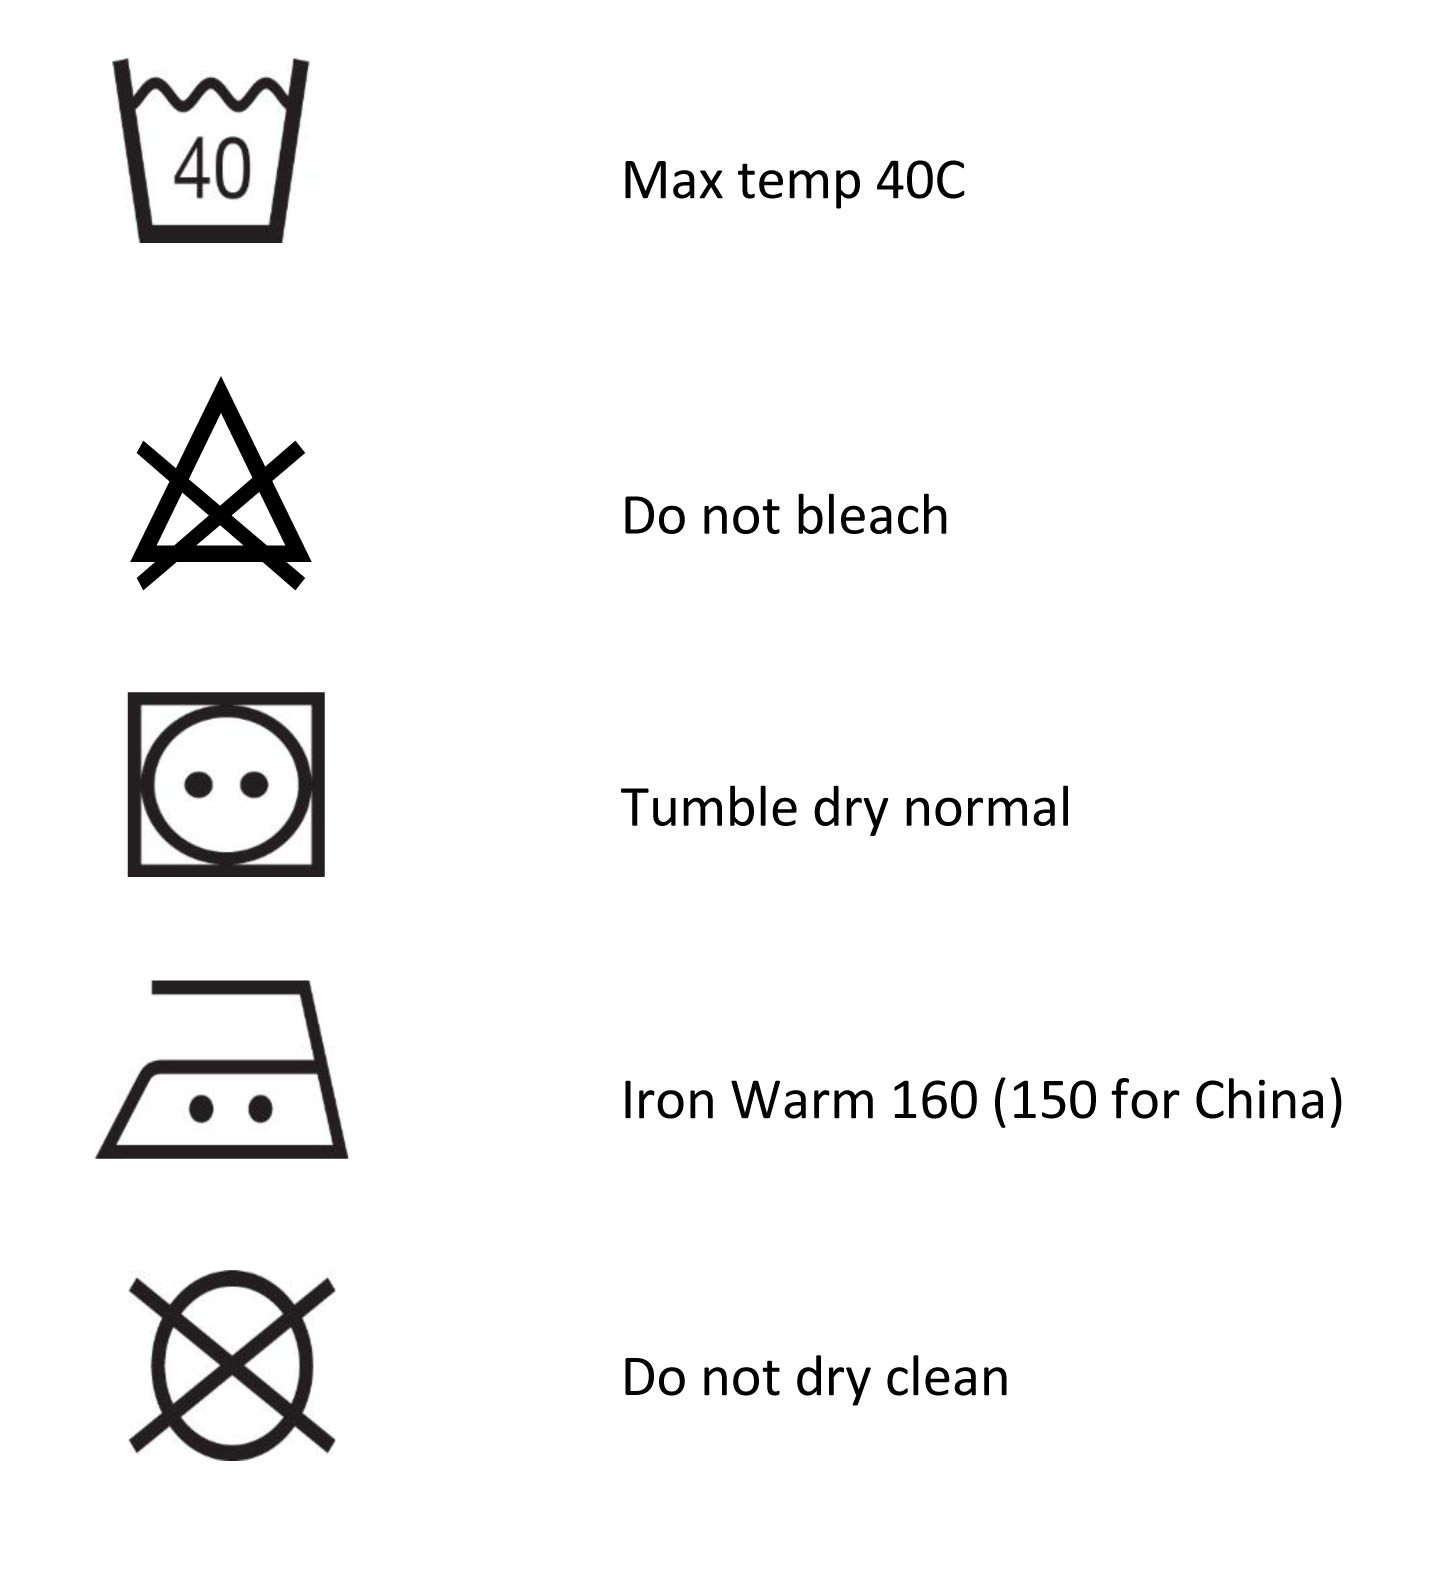 40
Max temp 40C
Do not bleach
Tumble dry normal
Iron Warm 160 (150 for China)
Do not dry clean